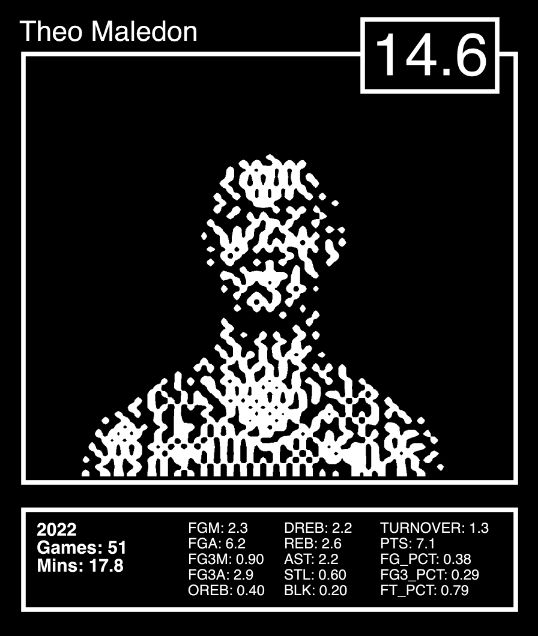 Theo Maledon
14.6
2022
Games: 51
Mins: 17.8
FGM: 2.3
FGA: 6.2
FG3M: 0.90
FG3A: 2.9
OREB: 0.40
DREB: 2.2
REB: 2.6
AST: 2.2
STL: 0.60
BLK: 0.20
TURNOVER: 1.3
PTS: 7.1
FG_PCT: 0.38
FG3_PCT: 0.29
FT_PCT: 0.79